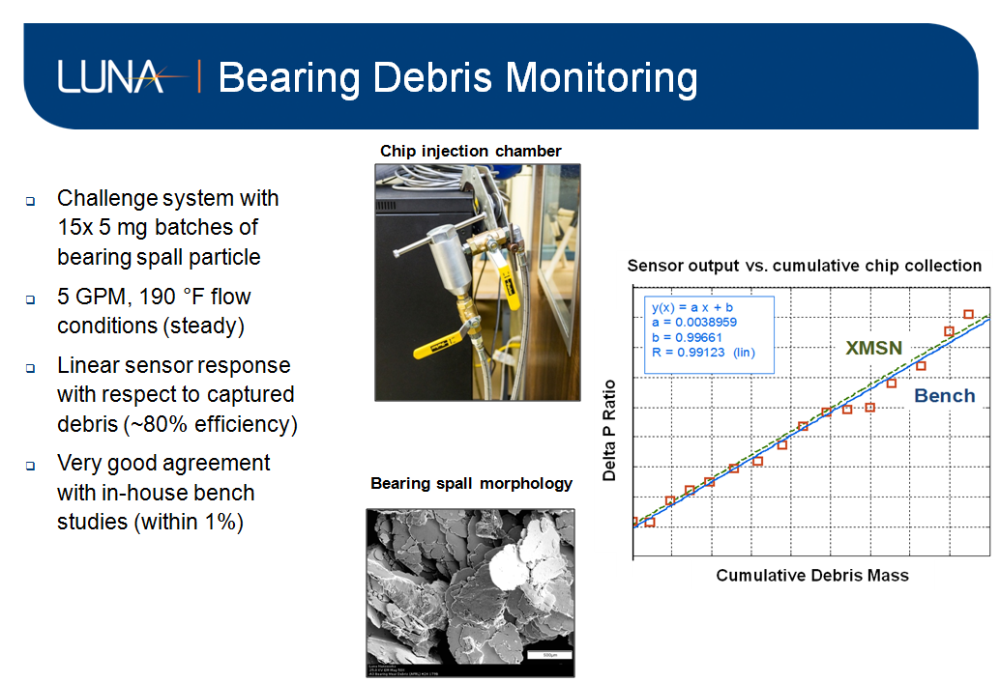 LUNA | Bearing Debris Monitoring
Challenge system with
15x 5 mg batches of
bearing spall particle
5 GPM, 190 °F flow
conditions (steady)
Linear sensor response
with respect to captured
debris (~80% efficiency)
Very good agreement
with in-house bench
studies (within 1%)
Chip injection chamber
Bearing spall morphology
500µm
Sensor output vs. cumulative chip collection
y(x) = a x + b
a = 0.0038959
b = 0.99661
R = 0.99123 (lin)
XMSN
Bench
Delta P Ratio
Cumulative Debris Mass